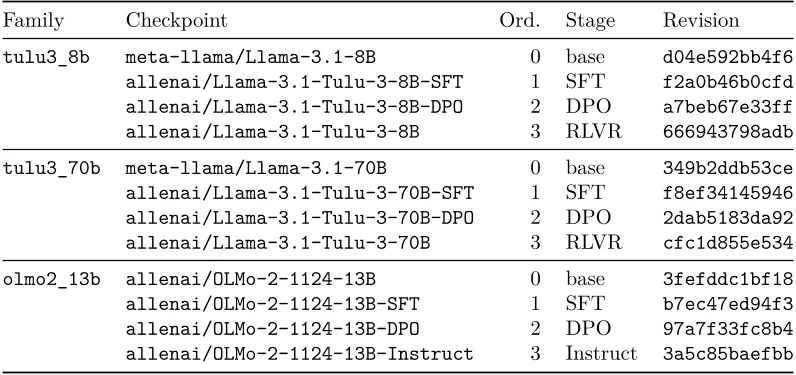 Family Checkpoint Ord. Stage Revision
tulu3_8b meta-llama/Llama-3.1-8B 0 base d04e592bb4f6
allenai/Llama-3.1-Tulu-3-8B-SFT 1 SFT f2a0b46b0cfd
allenai/Llama-3.1-Tulu-3-8B-DPO 2 DPO a7beb67e33ff
allenai/Llama-3.1-Tulu-3-8B 3 RLVR 666943798adb
tulu3_70b meta-llama/Llama-3.1-70B 0 base 349b2ddb53ce
allenai/Llama-3.1-Tulu-3-70B-SFT 1 SFT f8ef34145946
allenai/Llama-3.1-Tulu-3-70B-DPO 2 DPO 2dab5183da92
allenai/Llama-3.1-Tulu-3-70B 3 RLVR cfc1d855e534
olmo2_13b allenai/OLMo-2-1124-13B 0 base 3fefddc1bf18
allenai/OLMo-2-1124-13B-SFT 1 SFT b7ec47ed94f3
allenai/OLMo-2-1124-13B-DPO 2 DPO 97a7f33fc8b4
allenai/OLMo-2-1124-13B-Instruct 3 Instruct 3a5c85baefbb